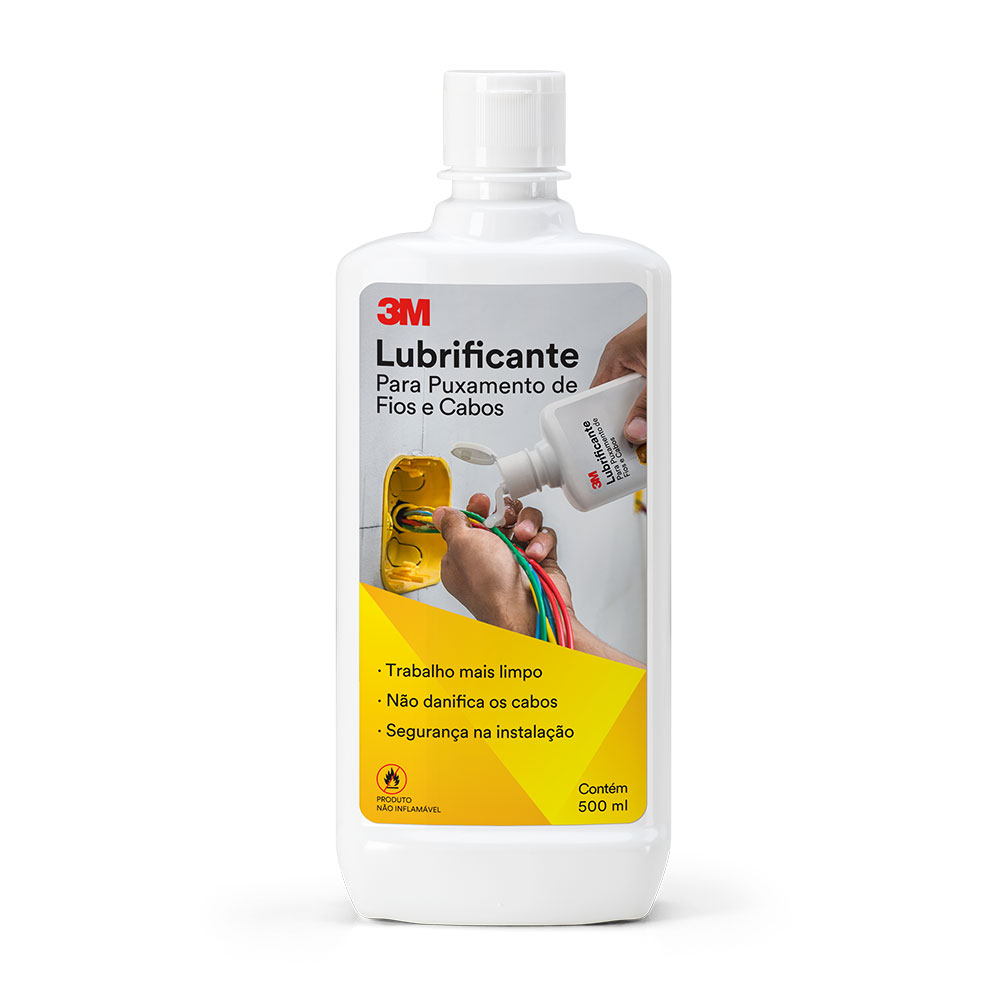 3M
Lubrificante
Para Puxamento de
Fios e Cabos
3M
Lubrificante
Para Puxamento de
Fios e Cabos
· Trabalho mais limpo
· Não danifica os cabos
· Segurança na instalação
PRODUTO
NÃO INFLAMÁVEL
Contém
500 ml